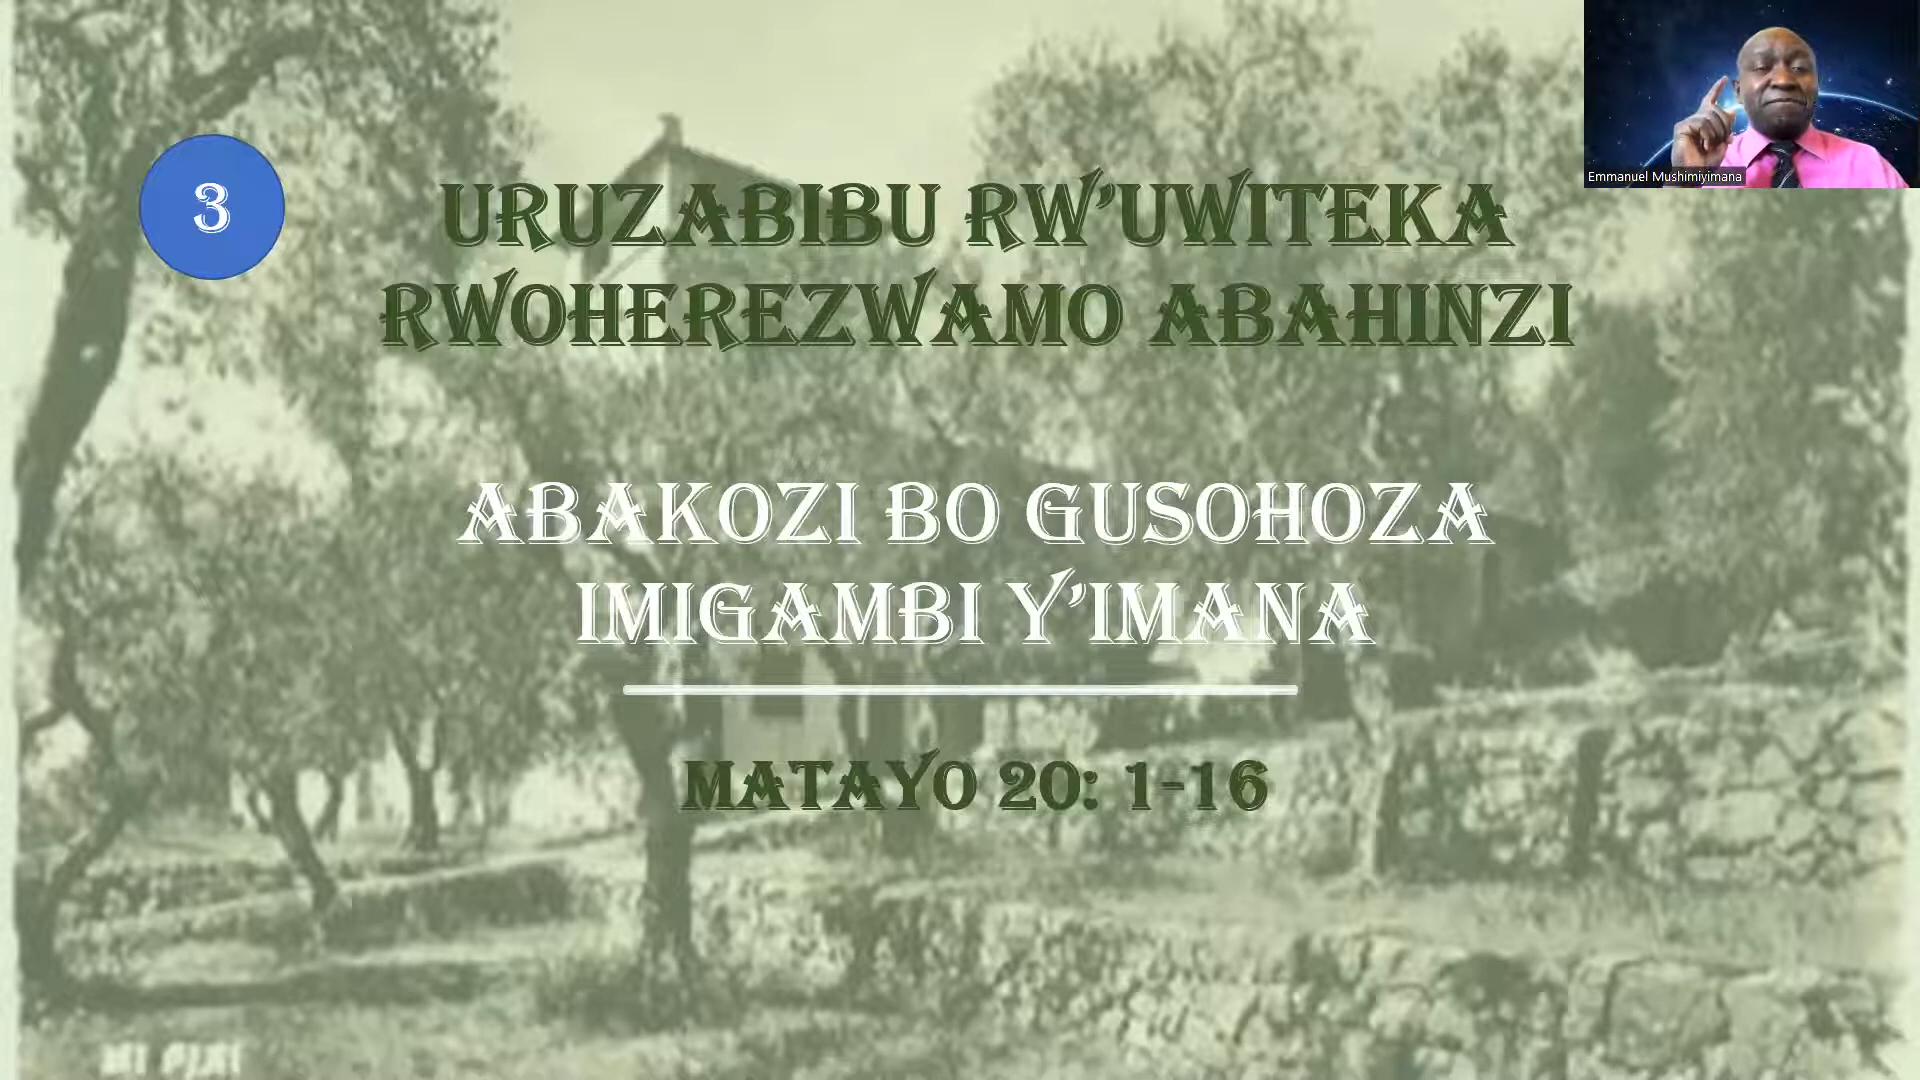 3
URUZABIBU RW’UWITEKA
RWOHEREZWAMO ABAHINZI
ABAKOZI BO GUSOHOZA
IMIGAMBI Y’IMANA
MATAYO 20: 1-16
Emmanuel Mushimiyimana